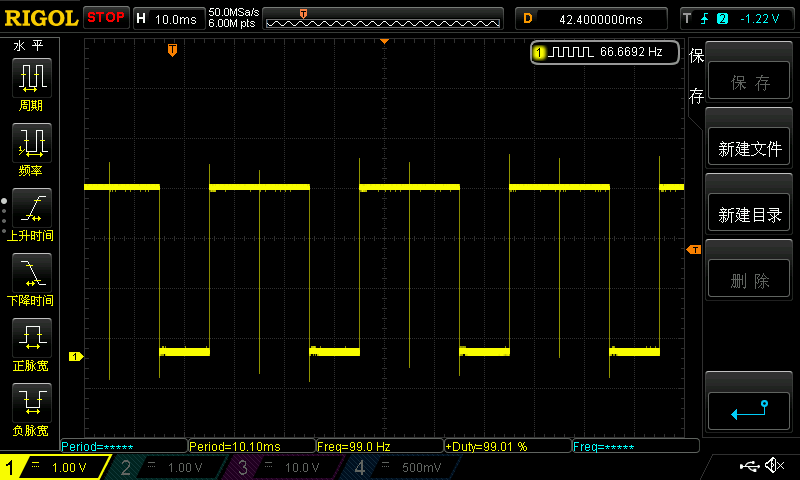 RIGOL STOP H 10.0ms 50.0MSa/s 6.00M pts T D 42.4000000ms T 2 -1.22 V
水 平
T
1 66.6692 Hz
保存
保 存
周期
新建文件
频率
新建目录
上升时间
T
删 除
下降时间
1
正脉宽
负脉宽
Period=***** Period=10.10ms Freq=99.0 Hz +Duty=99.01 % Freq=*****
1 = 1.00 V 2 = 1.00 V 3 = 10.0 V 4 = 500mV